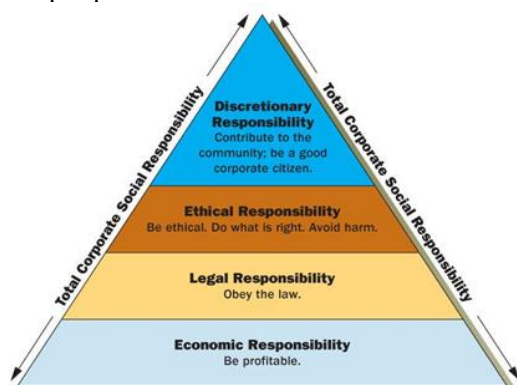 Total Corporate Social Responsibility
Total Corporate Social Responsibility
Discretionary
Responsibility
Contribute to the
community; be a good
corporate citizen.
Ethical Responsibility
Be ethical. Do what is right. Avoid harm.
Legal Responsibility
Obey the law.
Economic Responsibility
Be profitable.